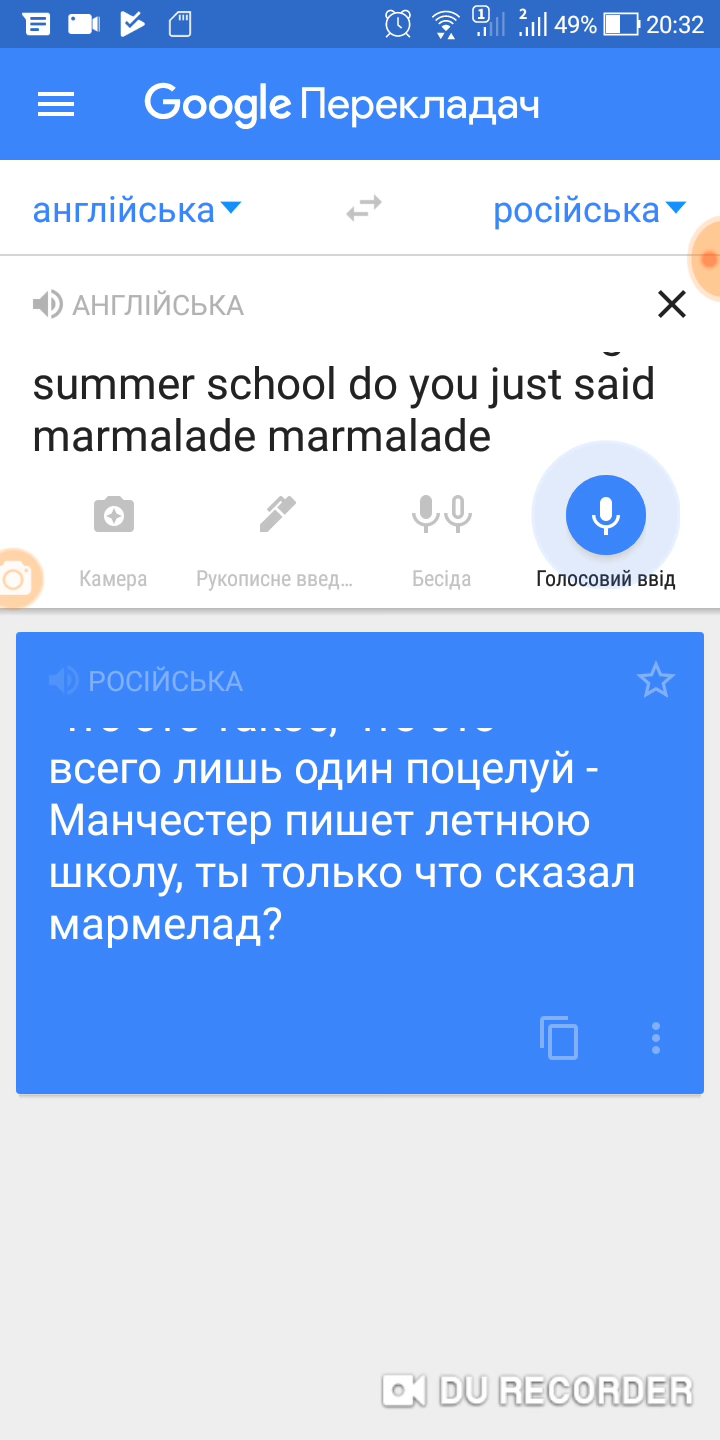 1 2 49% 20:32
Google Перекладач
англійська російська
АНГЛІЙСЬКА
summer school do you just said
marmalade marmalade
Камера Рукописне введ... Бесіда Голосовий ввід
РОСІЙСЬКА
всего лишь один поцелуй -
Манчестер пишет летнюю
школу, ты только что сказал
мармелад?
DU RECORDER